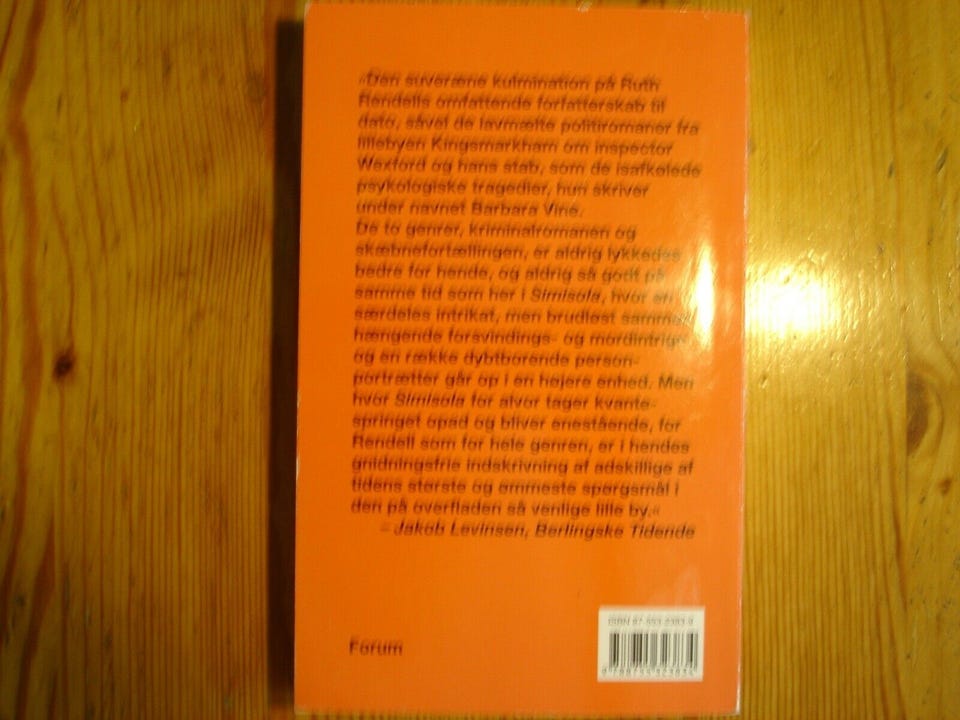 »Den suveræne kulmination på Ruth
Rendells omfattende forfatterskab til
dato, såvel de lavmælte politiromaner fra
lillebyen Kingsmarkham om inspector
Wexford og hans stab, som de isafkølede
psykologiske tragedier, hun skriver
under navnet Barbara Vine.
De to genrer, kriminalromanen og
skæbnefortællingen, er aldrig lykkedes
bedre for hende, og aldrig så godt på
samme tid som her i Simisola, hvor en
særdeles intrikat, men brudløst sammen-
hængende forsvindings- og mordintrige
og en række dybtborende person-
portrætter går op i en højere enhed. Men
hvor Simisola for alvor tager kvante-
springet opad og bliver enestående, for
Rendell som for hele genren, er i hendes
gnidningsfrie indskrivning af adskillige af
tidens største og ømmeste spørgsmål i
den på overfladen så venlige lille by.«
– Jakob Levinsen, Berlingske Tidende
Forum
ISBN 87-553-2383-9